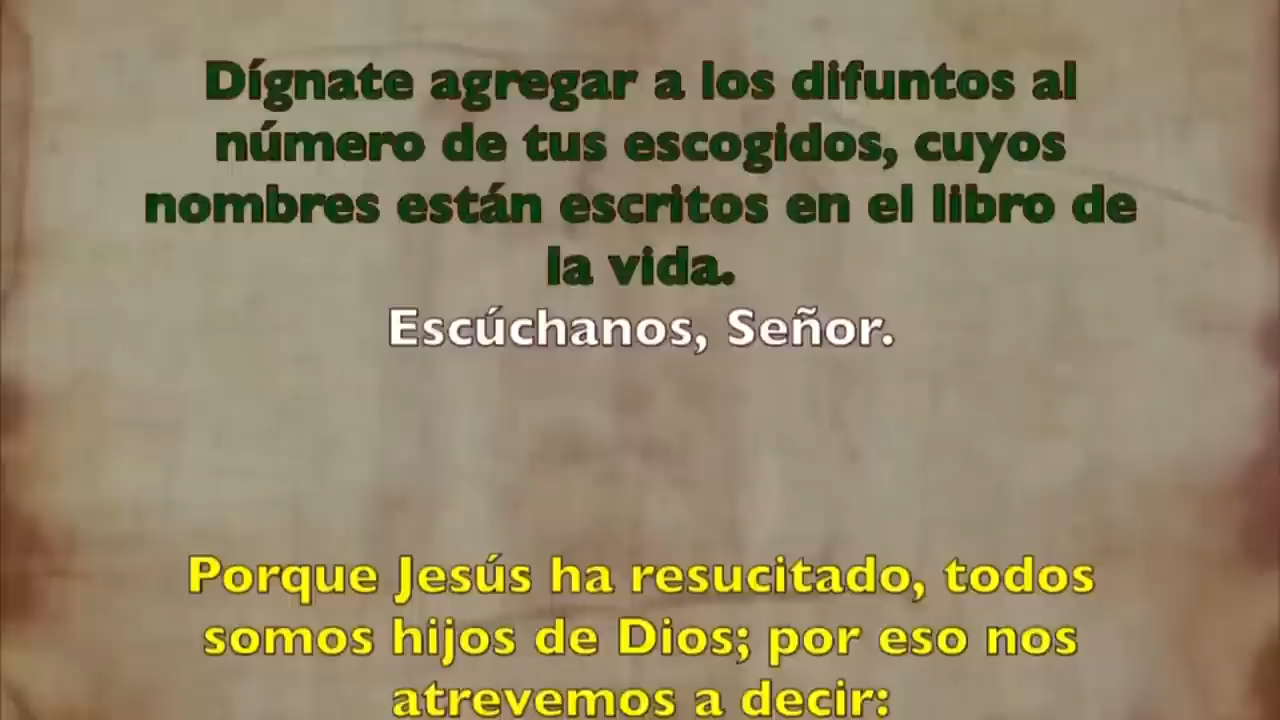 Dígnate agregar a los difuntos al
número de tus escogidos, cuyos
nombres están escritos en el libro de
la vida.
Escúchanos, Señor.
Porque Jesús ha resucitado, todos
somos hijos de Dios; por eso nos
atrevemos a decir: